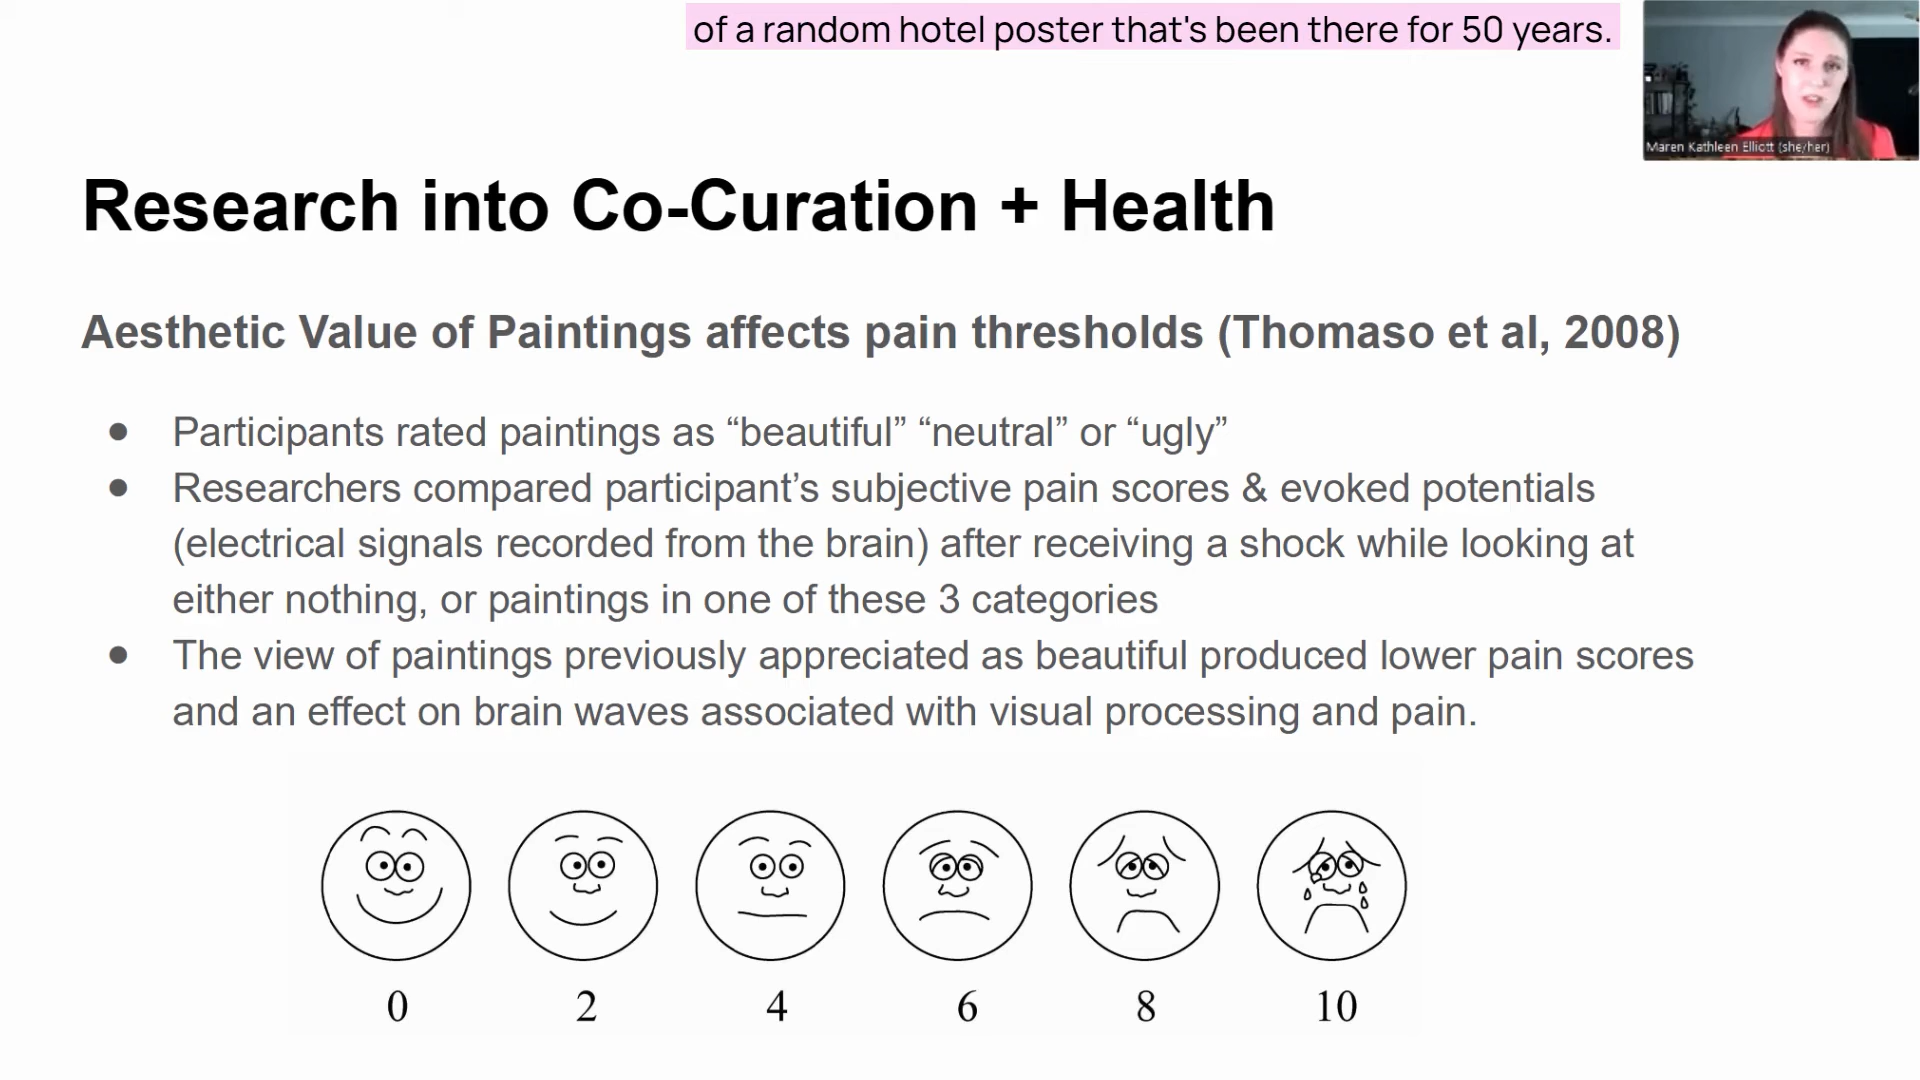 of a random hotel poster that's been there for 50 years.
Maren Kathleen Elliott (she/her)
Research into Co-Curation + Health
Aesthetic Value of Paintings affects pain thresholds (Thomaso et al, 2008)
● Participants rated paintings as “beautiful” “neutral” or “ugly”
● Researchers compared participant’s subjective pain scores & evoked potentials
(electrical signals recorded from the brain) after receiving a shock while looking at
either nothing, or paintings in one of these 3 categories
● The view of paintings previously appreciated as beautiful produced lower pain scores
and an effect on brain waves associated with visual processing and pain.
0 2 4 6 8 10